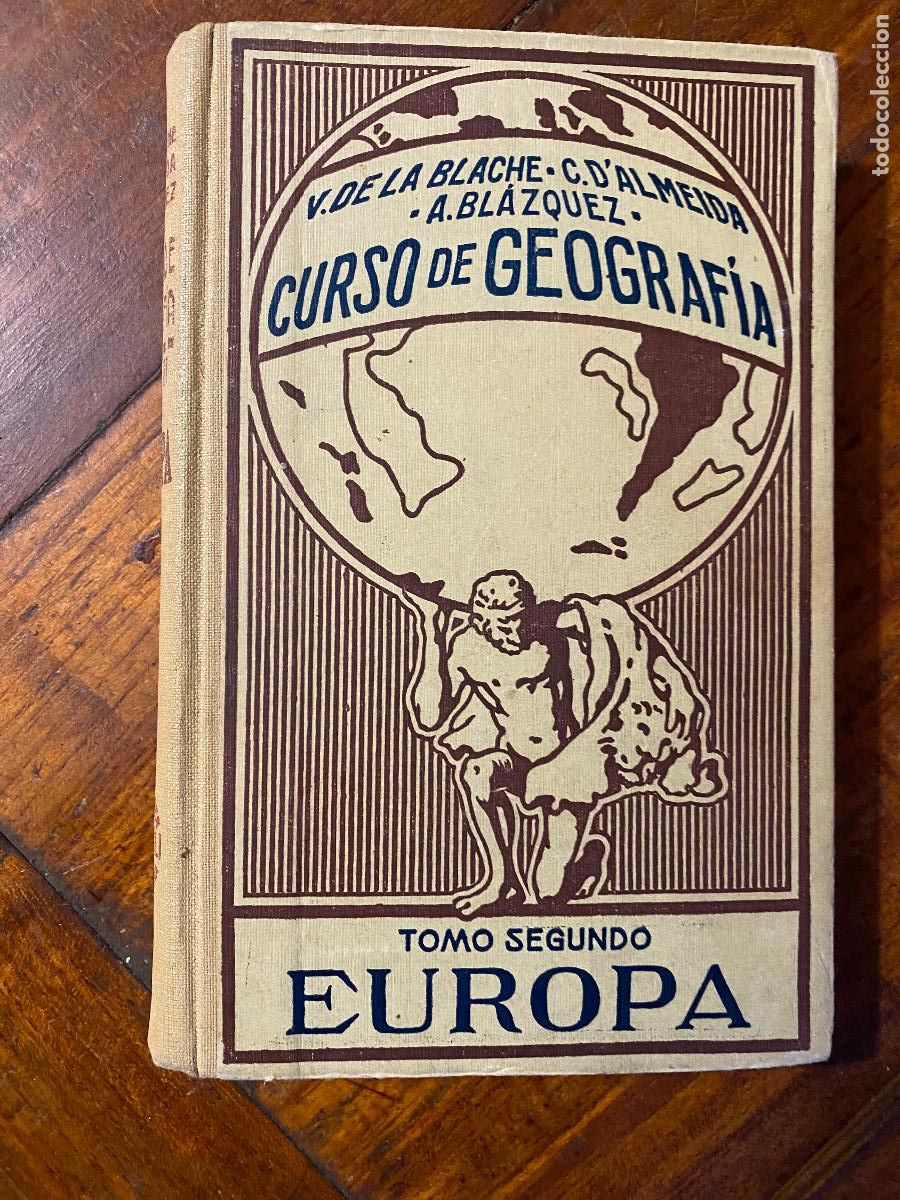 V. DE LA BLACHE · C. D'ALMEIDA
· A. BLÁZQUEZ ·
CURSO DE GEOGRAFÍA
TOMO SEGUNDO
EUROPA
todocoleccion